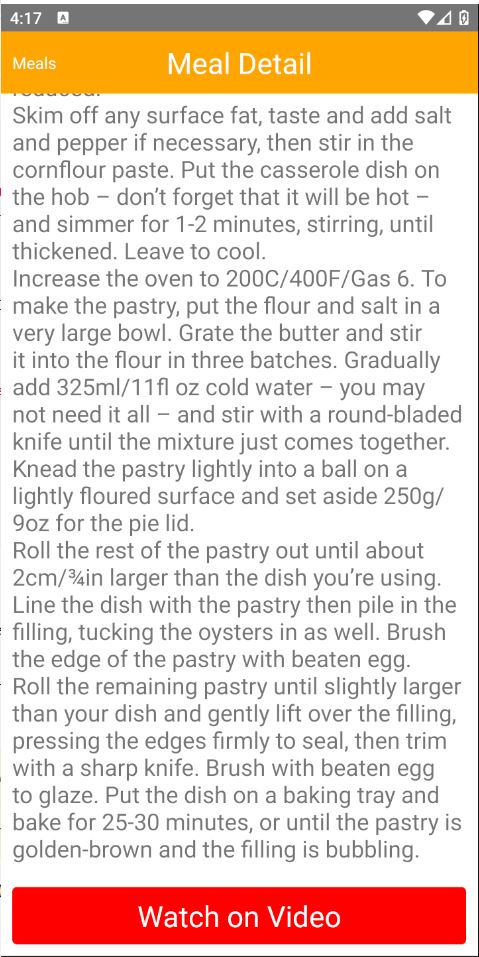 4:17
A
Meals
Meal Detail
reduced.
Skim off any surface fat, taste and add salt
and pepper if necessary, then stir in the
cornflour paste. Put the casserole dish on
the hob – don’t forget that it will be hot –
and simmer for 1-2 minutes, stirring, until
thickened. Leave to cool.
Increase the oven to 200C/400F/Gas 6. To
make the pastry, put the flour and salt in a
very large bowl. Grate the butter and stir
it into the flour in three batches. Gradually
add 325ml/11fl oz cold water – you may
not need it all – and stir with a round-bladed
knife until the mixture just comes together.
Knead the pastry lightly into a ball on a
lightly floured surface and set aside 250g/
9oz for the pie lid.
Roll the rest of the pastry out until about
2cm/¾in larger than the dish you’re using.
Line the dish with the pastry then pile in the
filling, tucking the oysters in as well. Brush
the edge of the pastry with beaten egg.
Roll the remaining pastry until slightly larger
than your dish and gently lift over the filling,
pressing the edges firmly to seal, then trim
with a sharp knife. Brush with beaten egg
to glaze. Put the dish on a baking tray and
bake for 25-30 minutes, or until the pastry is
golden-brown and the filling is bubbling.
Watch on Video